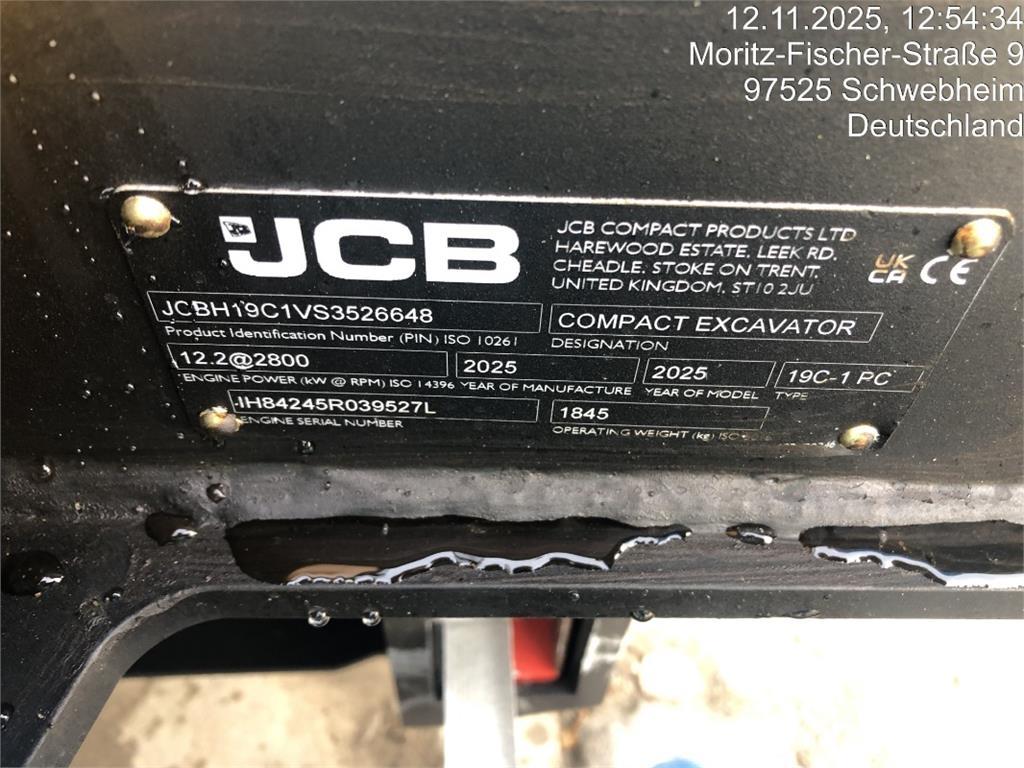 12.11.2025, 12:54:34
Moritz-Fischer-Straße 9
97525 Schwebheim
Deutschland
JCB
JCB COMPACT PRODUCTS LTD
HAREWOOD ESTATE, LEEK RD,
CHEADLE, STOKE ON TRENT,
UNITED KINGDOM, ST10 2JU
UK
CA CE
JCBH19C1VS3526648
Product Identification Number (PIN) ISO 10261
COMPACT EXCAVATOR
DESIGNATION
12.2@2800
ENGINE POWER (kW @ RPM) ISO 14396
2025
YEAR OF MANUFACTURE
2025
YEAR OF MODEL
19C-1 PC
TYPE
IH84245R039527L
ENGINE SERIAL NUMBER
1845
OPERATING WEIGHT (kg) ISO